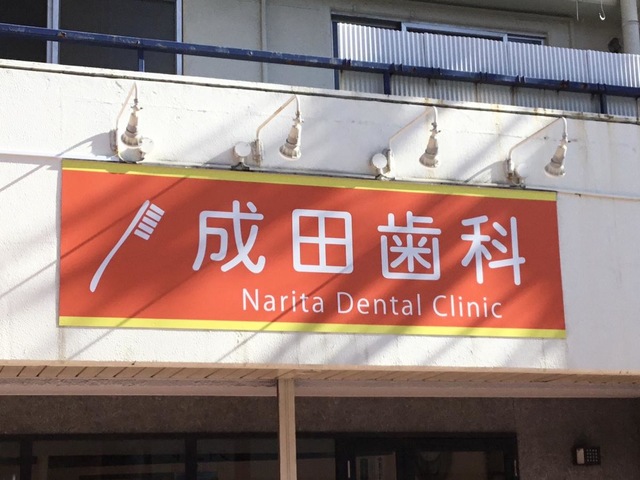 成田歯科
Narita Dental Clinic